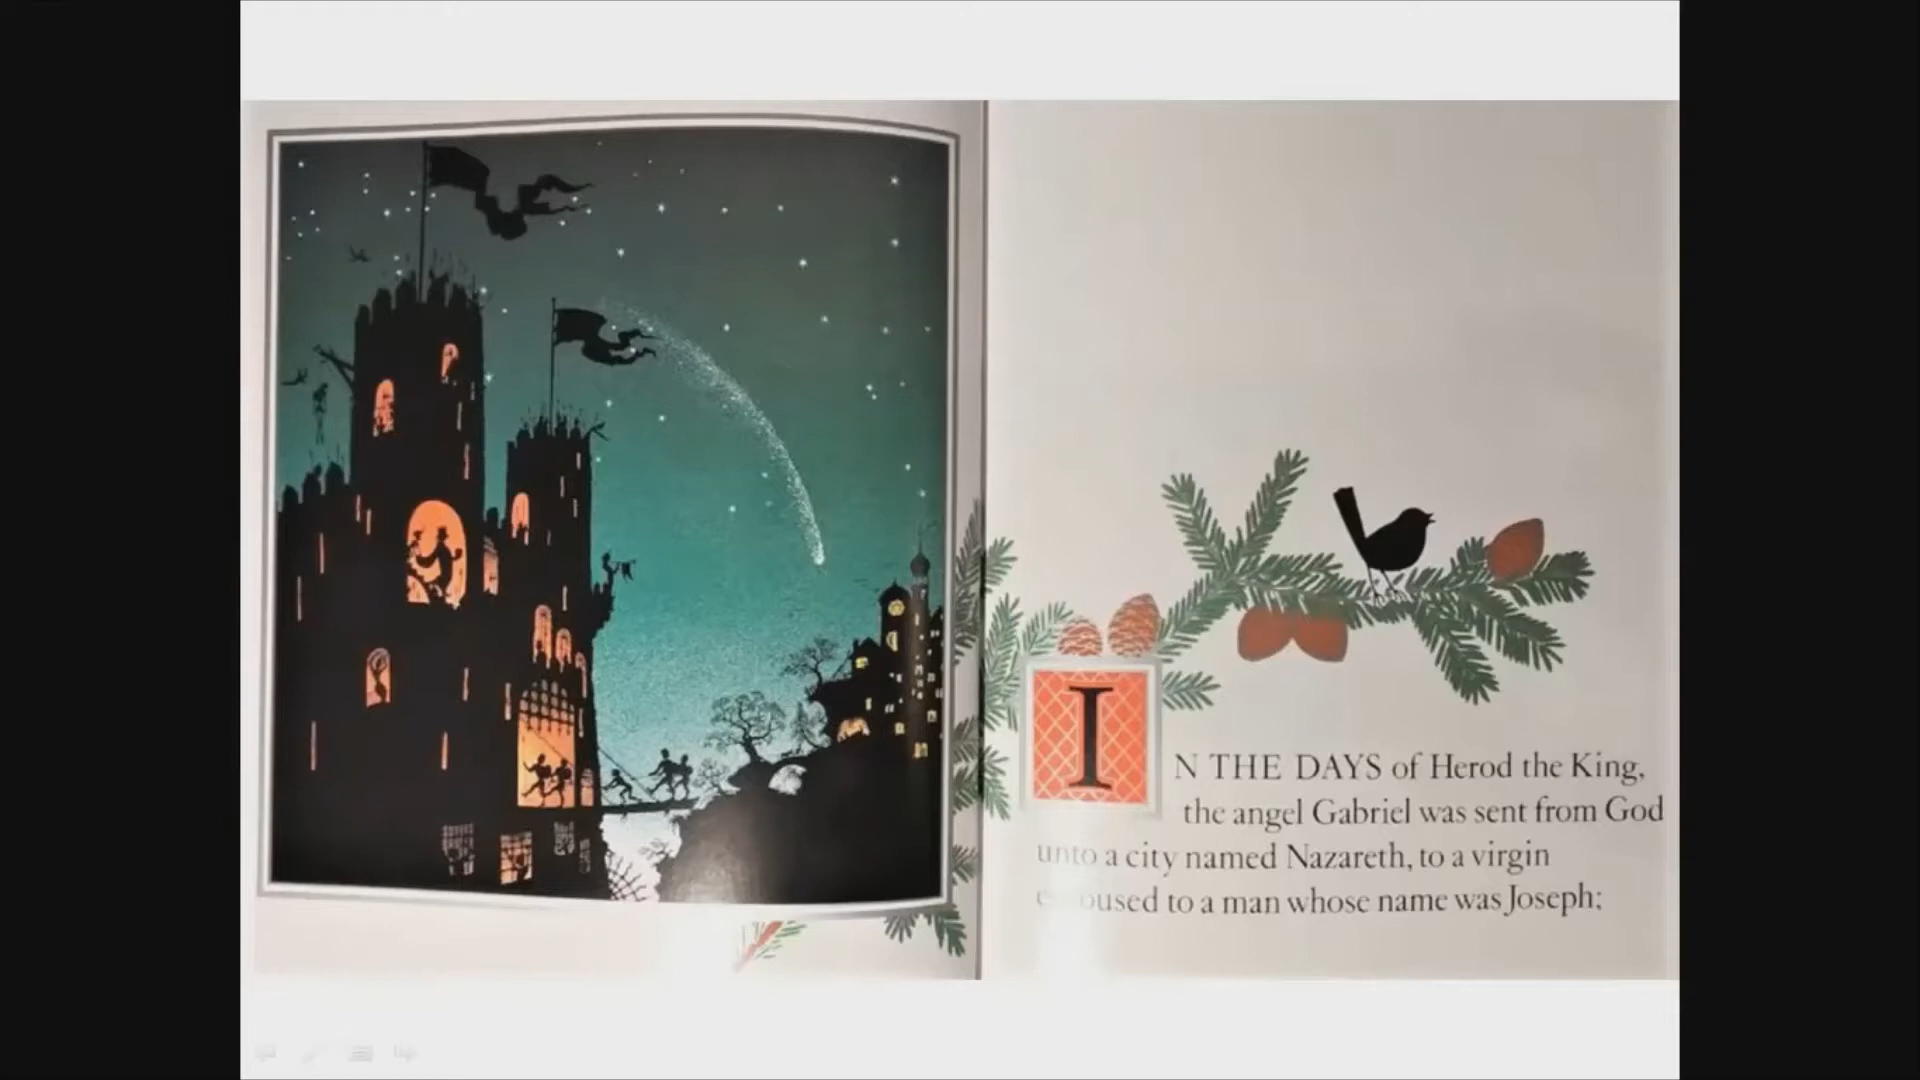 IN THE DAYS of Herod the King,
the angel Gabriel was sent from God
unto a city named Nazareth, to a virgin
to a man whose name was Joseph;